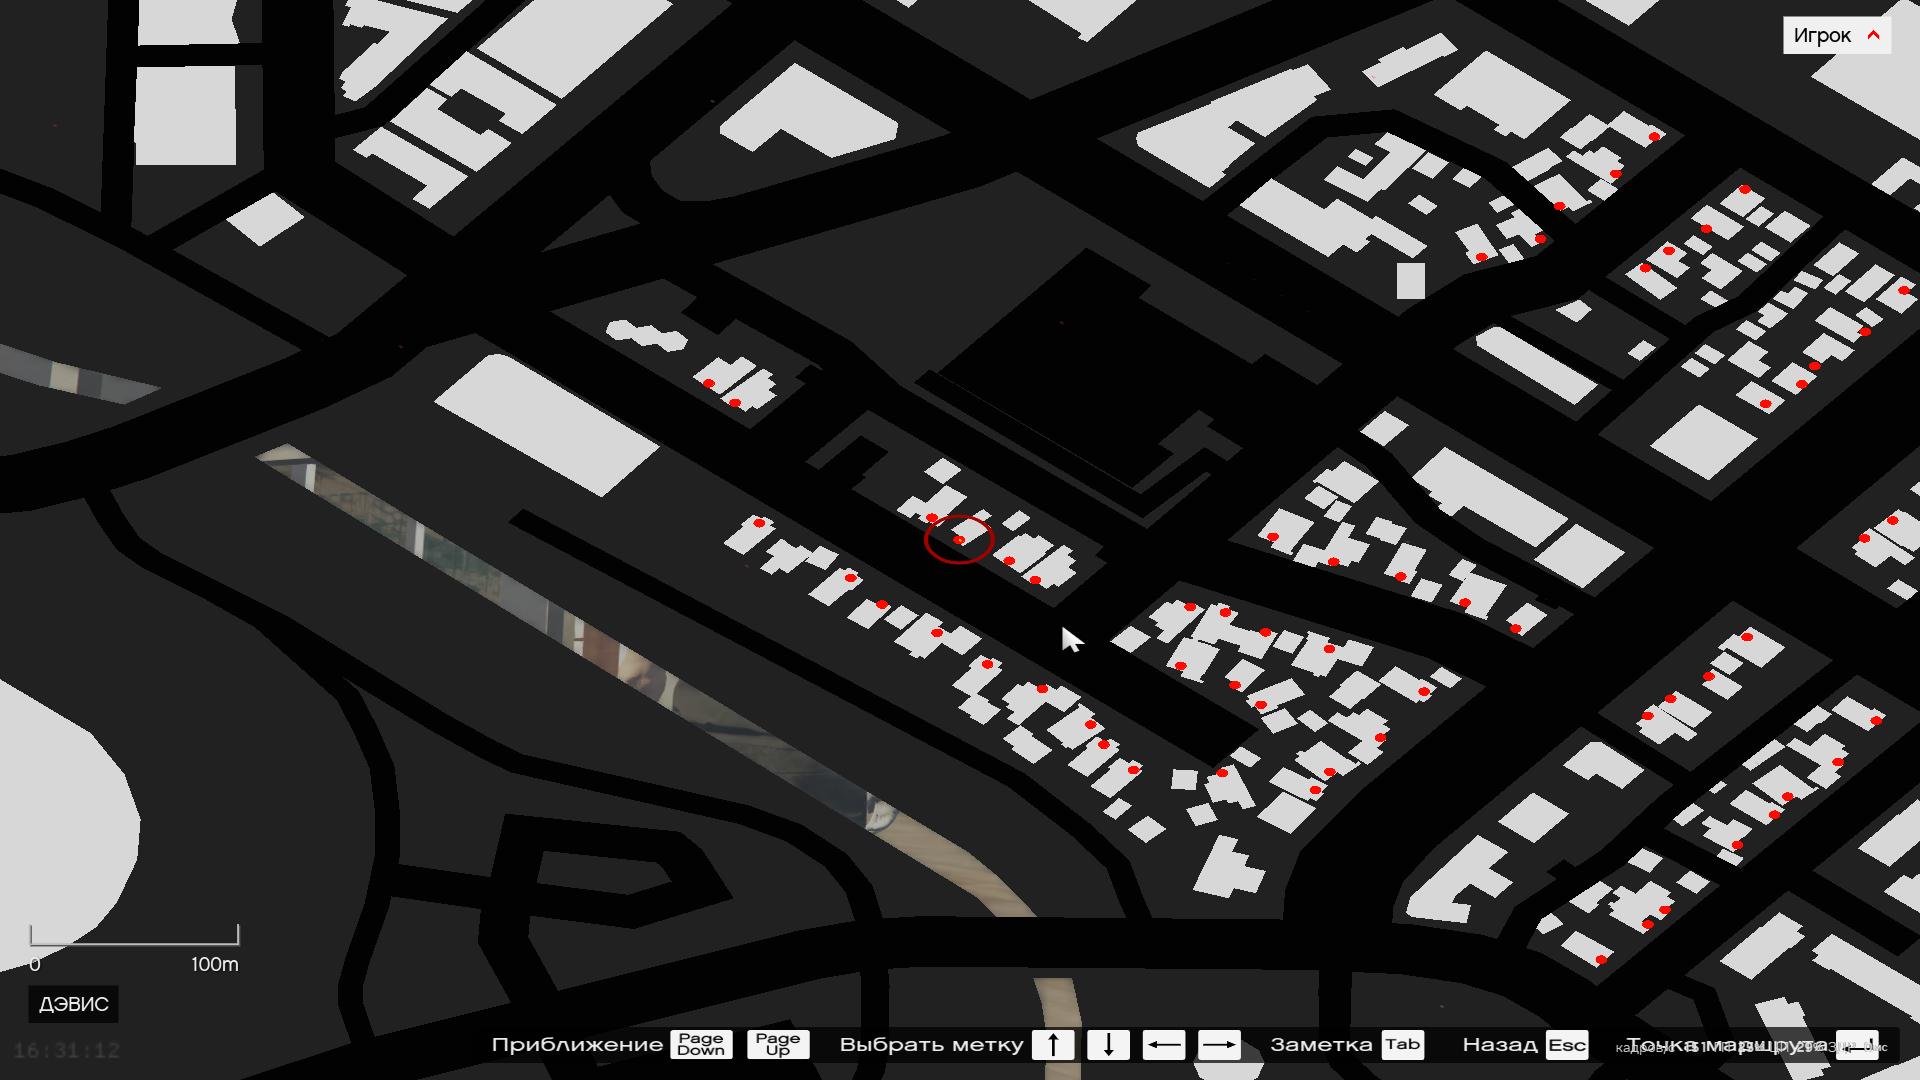 Игрок
0 100m
ДЭВИС
16:31:12
Приближение Page Down Page Up Выбрать метку ↑ ↓ ← → Заметка Tab Назад Esc Точка маршрута